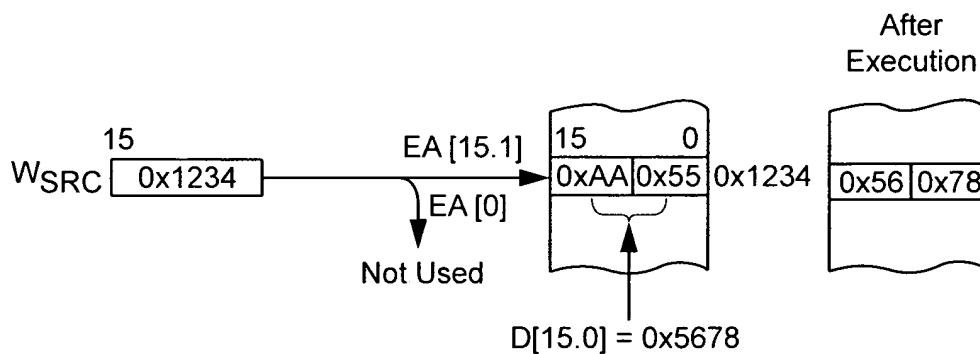 After
Execution
15
W SRC 0x1234
EA [15.1]
EA [0]
Not Used
15 0
0xAA 0x55 0x1234
0x56 0x78
D[15.0] = 0x5678